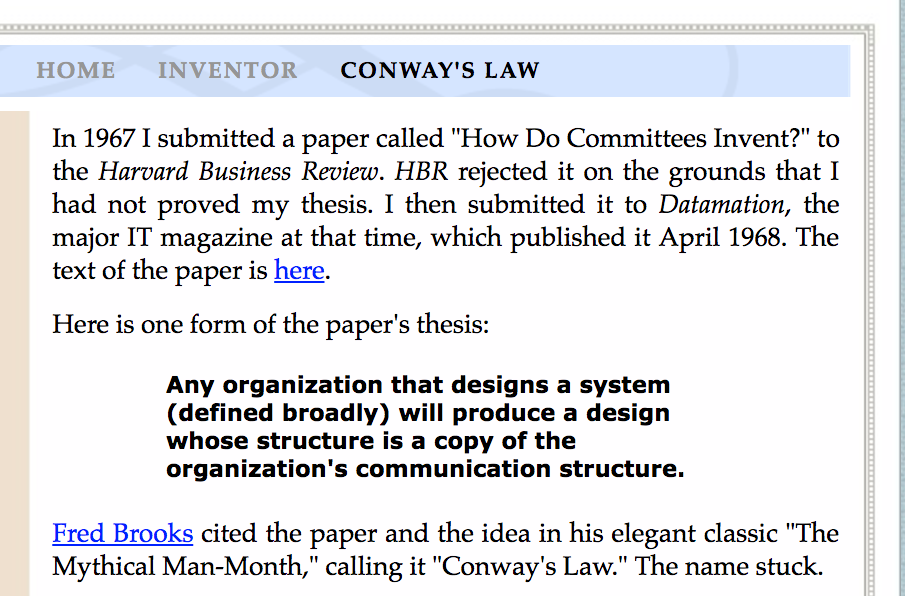 HOME INVENTOR CONWAY'S LAW
In 1967 I submitted a paper called "How Do Committees Invent?" to
the Harvard Business Review. HBR rejected it on the grounds that I
had not proved my thesis. I then submitted it to Datamation, the
major IT magazine at that time, which published it April 1968. The
text of the paper is here.
Here is one form of the paper's thesis:
Any organization that designs a system
(defined broadly) will produce a design
whose structure is a copy of the
organization's communication structure.
Fred Brooks cited the paper and the idea in his elegant classic "The
Mythical Man-Month," calling it "Conway's Law." The name stuck.